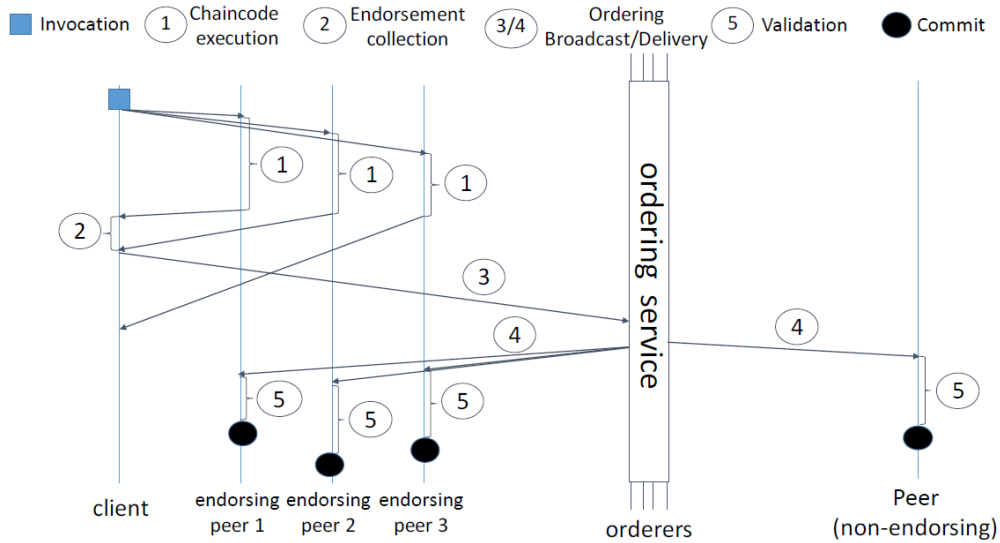 Invocation
1
Chaincode
execution
2
Endorsement
collection
3/4
Ordering
Broadcast/Delivery
5
Validation
Commit
1
1
1
2
3
4
4
5
5
5
5
ordering service
client
endorsing
peer 1
endorsing
peer 2
endorsing
peer 3
orderers
Peer
(non-endorsing)